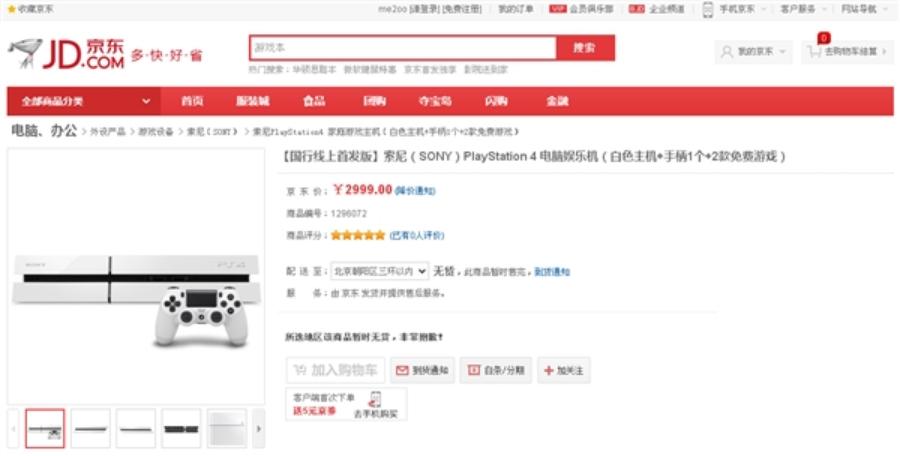 收藏京东
me2oo [请登录] [免费注册] 我的订单 VIP 会员俱乐部 企业频道 手机京东 客户服务 网站导航
JD.COM 京东 多·快·好·省
游戏本 搜索
我的京东 0 去购物车结算
热门搜索：华硕思聪本 微软键鼠特惠 京东首发独享 影院送到家
全部商品分类 首页 服装城 食品 团购 夺宝岛 闪购 金融
电脑、办公 > 外设产品 > 游戏设备 > 索尼（SONY） > 索尼PlayStation4 家庭游戏主机（白色主机+手柄1个+2款免费游戏）
【国行线上首发版】索尼（SONY）PlayStation 4 电脑娱乐机（白色主机+手柄1个+2款免费游戏）
京 东 价：￥2999.00 (降价通知)
商品编号：1296072
商品评分： (已有0人评价)
SONY
PS4
配 送 至： 北京朝阳区三环以内 无货，此商品暂时售完，到货通知
服 务：由 京东 发货并提供售后服务。
所选地区该商品暂时无货，非常抱歉！
加入购物车 到货通知 白条/分期 加关注
客户端首次下单
送5元京券 去手机购买